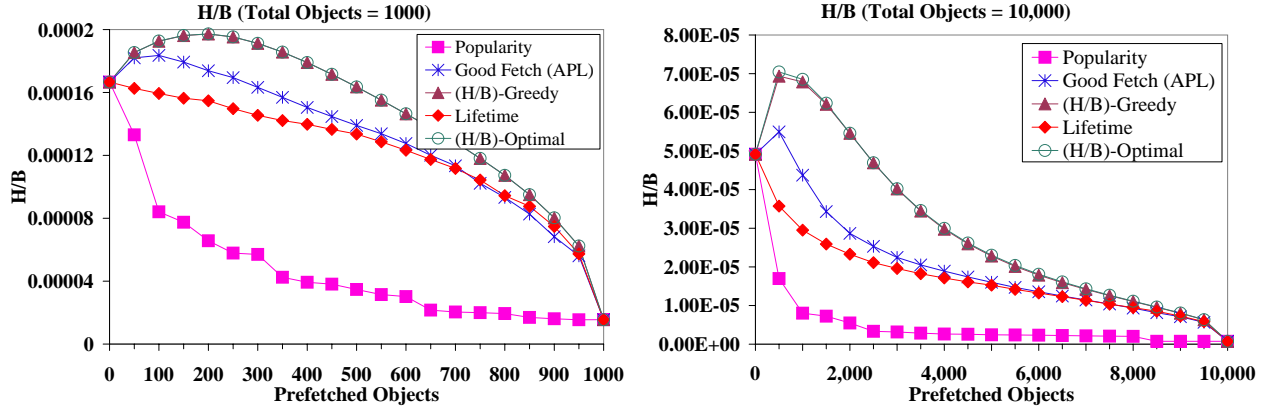 H/B (Total Objects = 1000)
0.0002
0.00016
0.00012
0.00008
0.00004
0
H/B
Popularity
Good Fetch (APL)
(H/B)-Greedy
Lifetime
(H/B)-Optimal
0 100 200 300 400 500 600 700 800 900 1000
Prefetched Objects
H/B (Total Objects = 10,000)
8.00E-05
7.00E-05
6.00E-05
5.00E-05
4.00E-05
3.00E-05
2.00E-05
1.00E-05
0.00E+00
H/B
Popularity
Good Fetch (APL)
(H/B)-Greedy
Lifetime
(H/B)-Optimal
0 2,000 4,000 6,000 8,000 10,000
Prefetched Objects